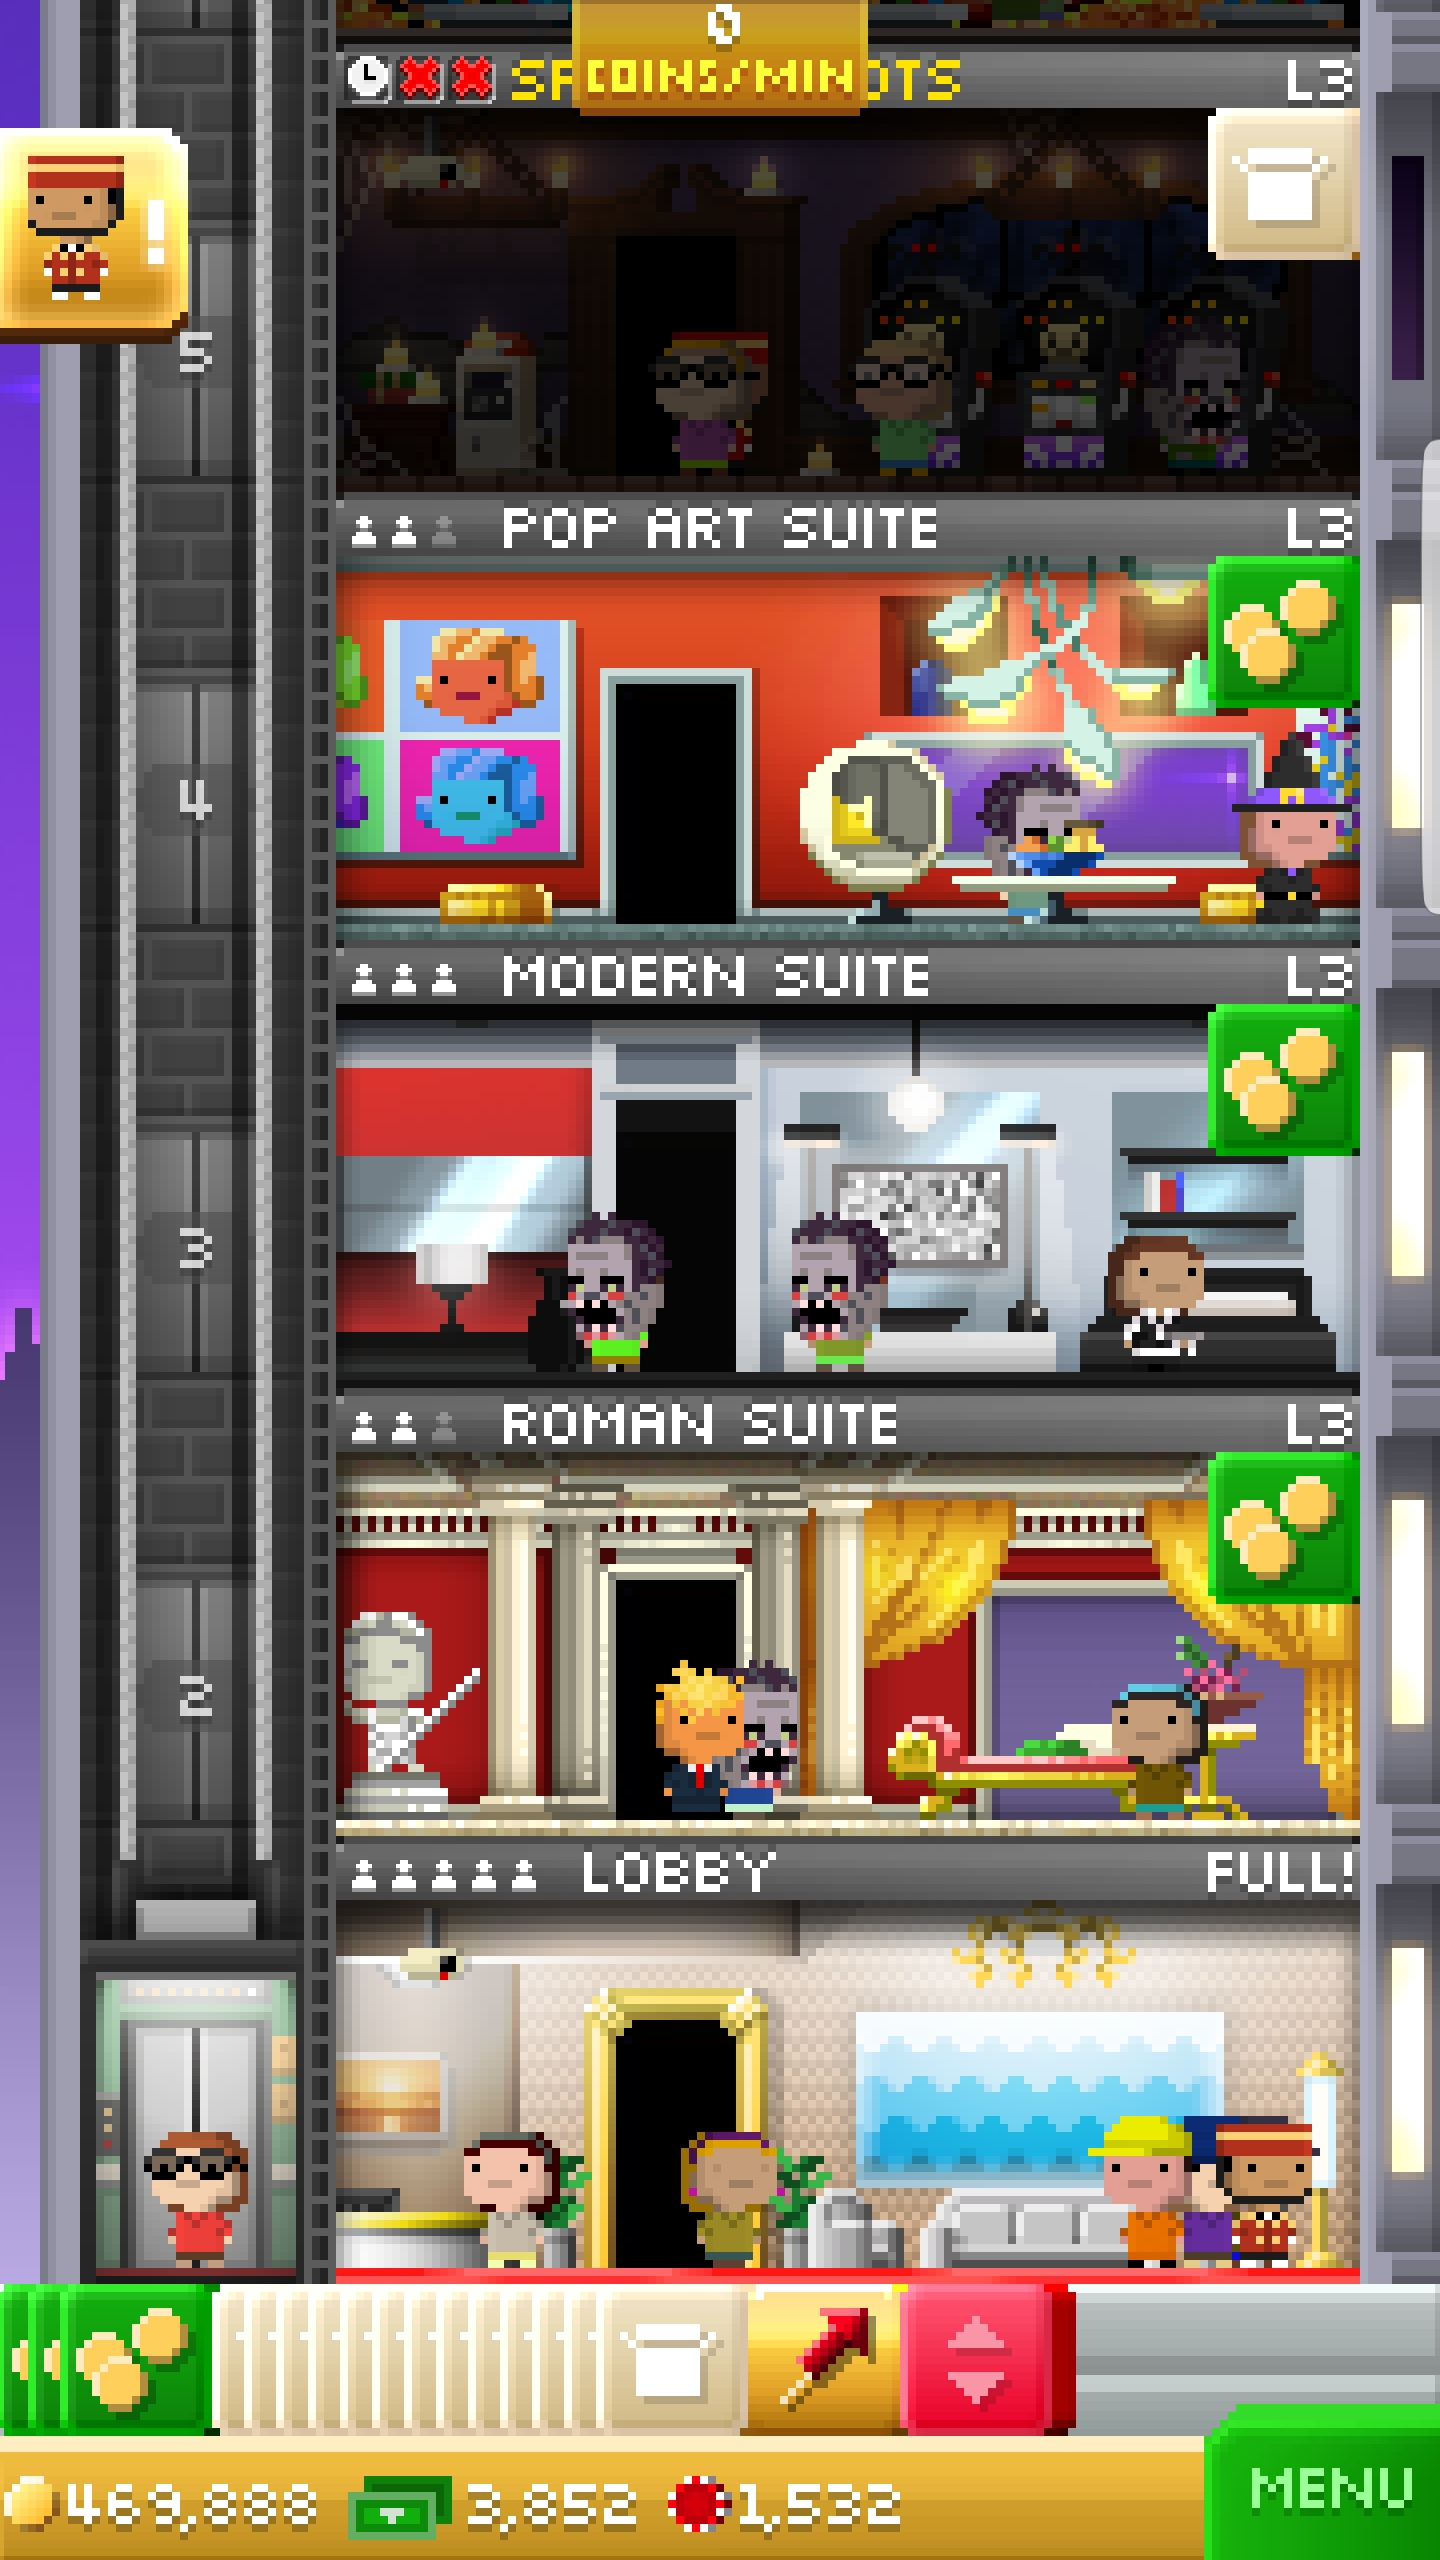 0
COINS/MIN
L3
5
POP ART SUITE L3
4
MODERN SUITE L3
3
ROMAN SUITE L3
2
LOBBY FULL!
469,888 3,852 1,532
MENU